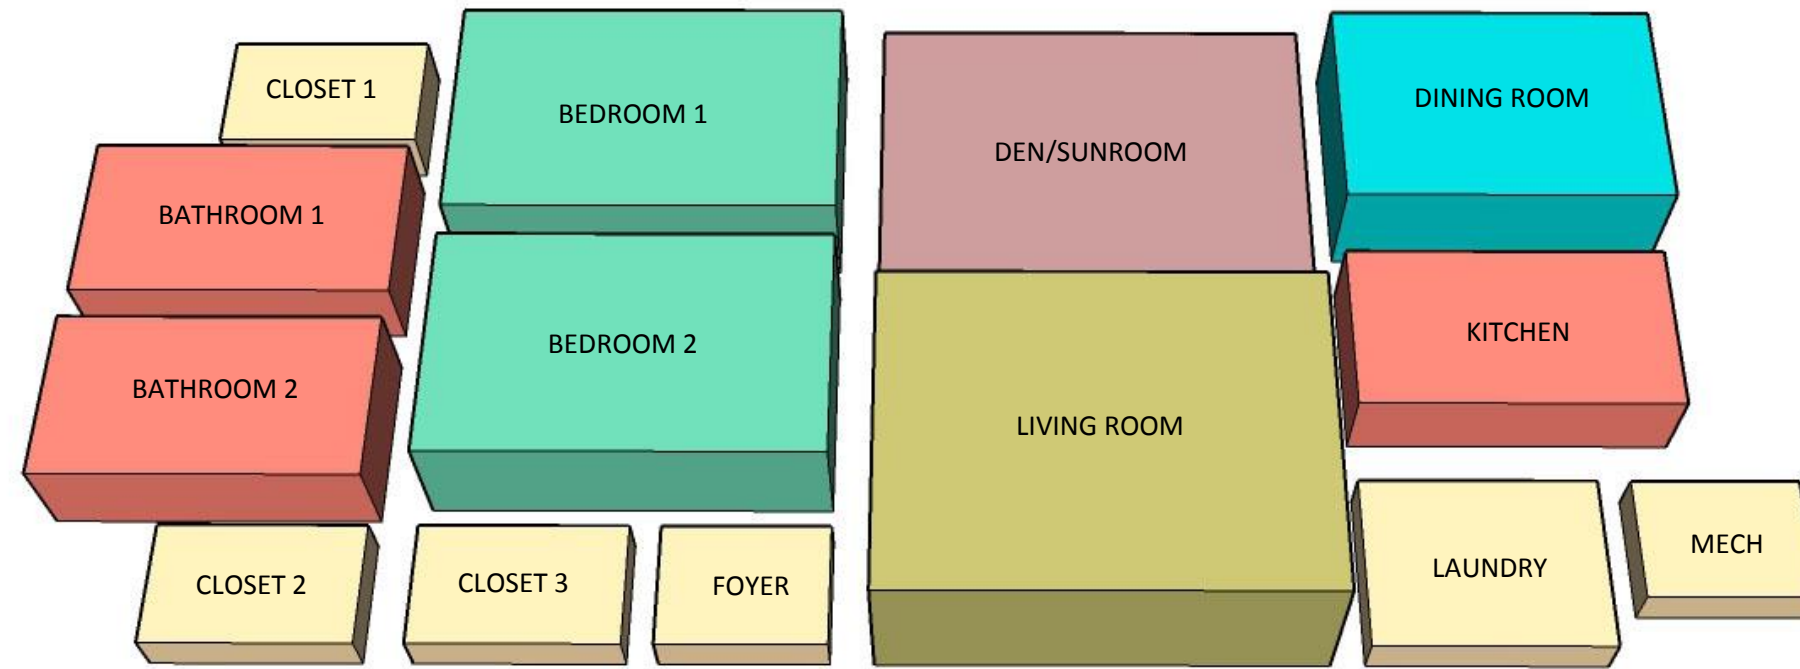 CLOSET 1
BEDROOM 1
DEN/SUNROOM
DINING ROOM
BATHROOM 1
BATHROOM 2
BEDROOM 2
LIVING ROOM
KITCHEN
CLOSET 2
CLOSET 3
FOYER
LAUNDRY
MECH